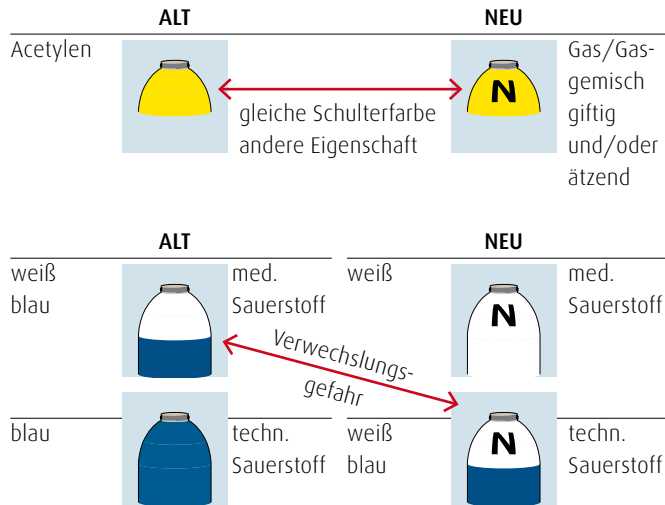 ALT NEU
Acetylen
N
Gas/Gas-
gemisch
giftig
und/oder
ätzend
gleiche Schulterfarbe
andere Eigenschaft
ALT NEU
weiß
blau
med.
Sauerstoff
weiß
N
med.
Sauerstoff
Verwechslungs-
gefahr
blau
techn.
Sauerstoff
weiß
blau
N
techn.
Sauerstoff